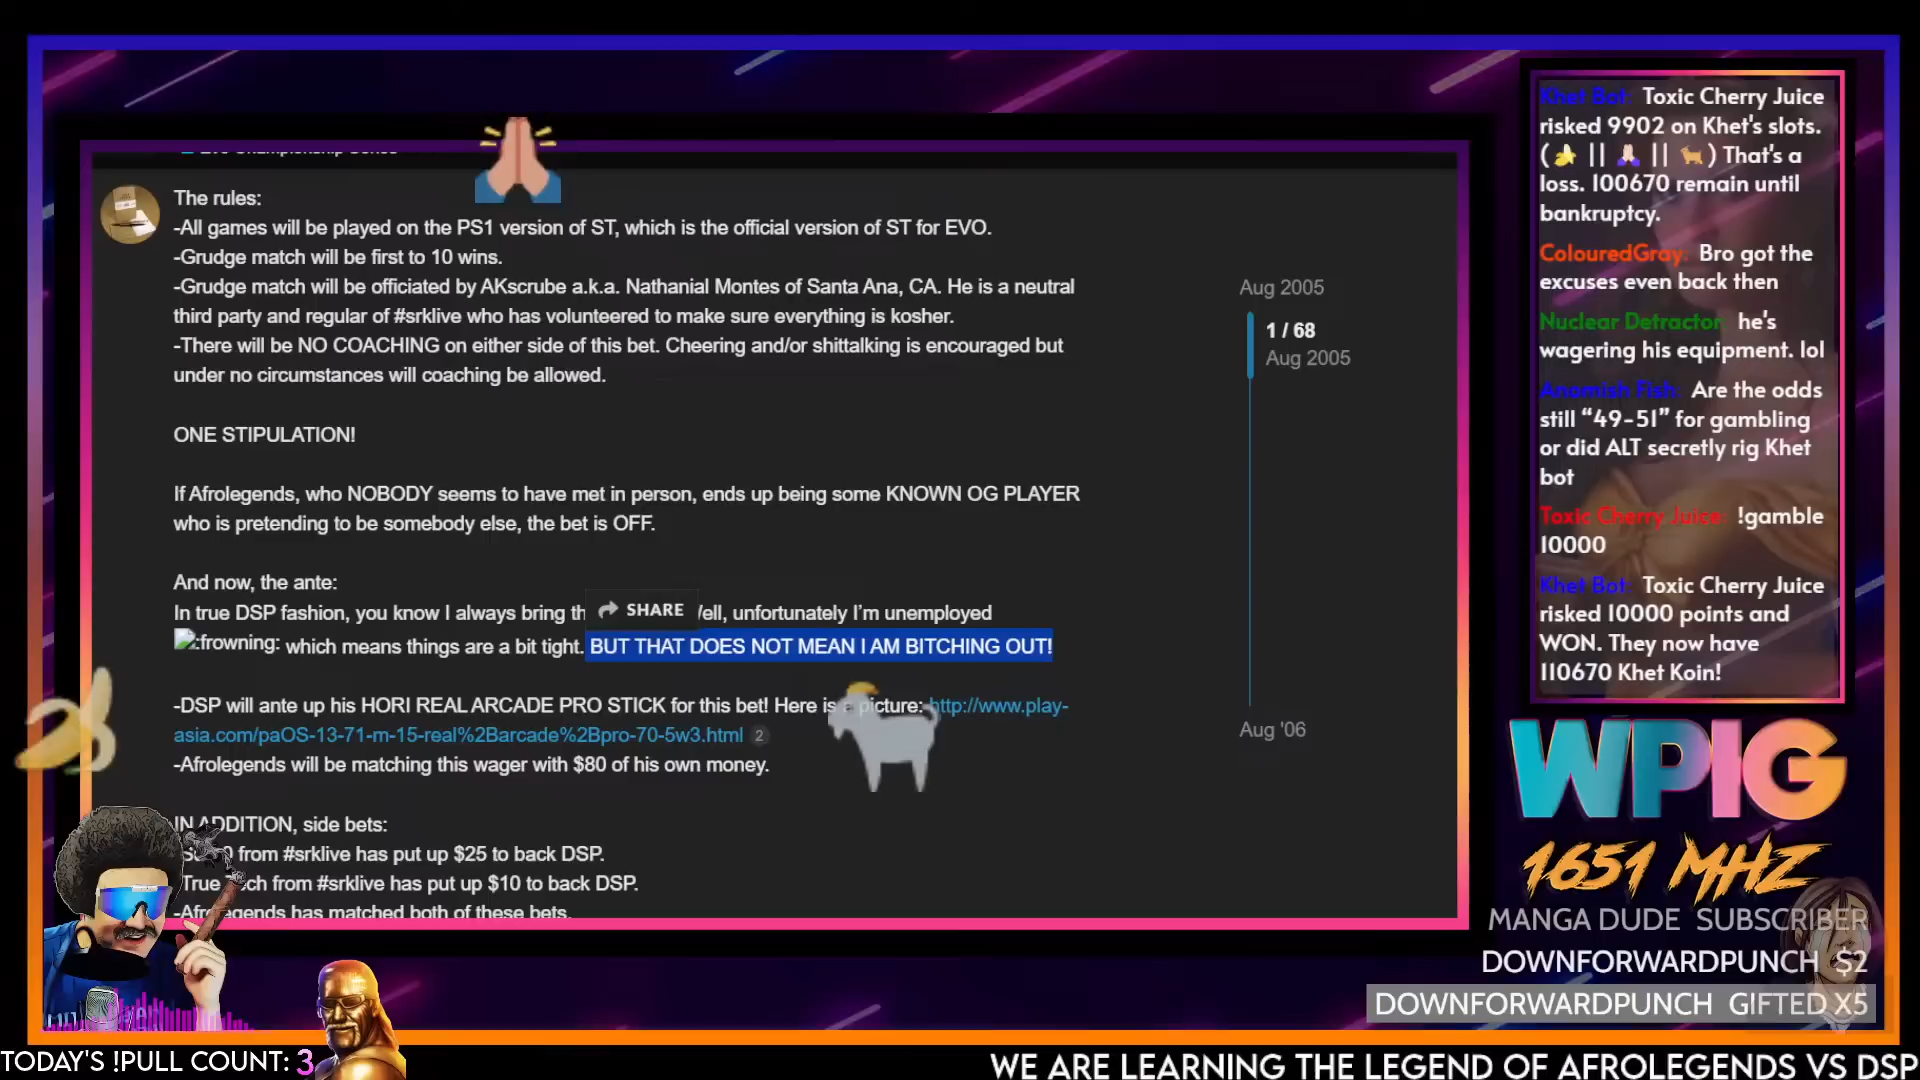 The rules:
-All games will be played on the PS1 version of ST, which is the official version of ST for EVO.
-Grudge match will be first to 10 wins.
-Grudge match will be officiated by AKscrube a.k.a. Nathanial Montes of Santa Ana, CA. He is a neutral
third party and regular of #srklive who has volunteered to make sure everything is kosher.
-There will be NO COACHING on either side of this bet. Cheering and/or shittalking is encouraged but
under no circumstances will coaching be allowed.
ONE STIPULATION!
If Afrolegends, who NOBODY seems to have met in person, ends up being some KNOWN OG PLAYER
who is pretending to be somebody else, the bet is OFF.
And now, the ante:
In true DSP fashion, you know I always bring th SHARE ell, unfortunately I'm unemployed
:frowning: which means things are a bit tight. BUT THAT DOES NOT MEAN I AM BITCHING OUT!
-DSP will ante up his HORI REAL ARCADE PRO STICK for this bet! Here is a picture: http://www.play-
asia.com/paOS-13-71-m-15-real%2Barcade%2Bpro-70-5w3.html 2
-Afrolegends will be matching this wager with $80 of his own money.
IN ADDITION, side bets:
from #srklive has put up $25 to back DSP.
True from #srklive has put up $10 to back DSP.
-Afrolegends has matched both of these bets.
Aug 2005
1 / 68
Aug 2005
Aug '06
Khet Bot: Toxic Cherry Juice
risked 9902 on Khet's slots.
(🍌 || 🙏🏻 || 🐐) That's a
loss. 100670 remain until
bankruptcy.
ColouredGray: Bro got the
excuses even back then
Nuclear Detractor: he's
wagering his equipment. lol
Anomish Fish: Are the odds
still “49-51” for gambling
or did ALT secretly rig Khet
bot
Toxic Cherry Juice: !gamble
10000
Khet Bot: Toxic Cherry Juice
risked 10000 points and
WON. They now have
110670 Khet Koin!
WPIG
1651 MHZ
MANGA DUDE SUBSCRIBER
DOWNFORWARDPUNCH $2
DOWNFORWARDPUNCH GIFTED X5
TODAY'S !PULL COUNT: 3
WE ARE LEARNING THE LEGEND OF AFROLEGENDS VS DSP